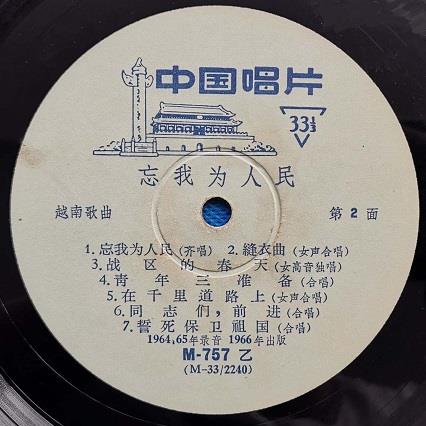 中国唱片
33⅓
忘我为人民
越南歌曲 第2面
1.忘我为人民(齐唱) 2.縫衣曲(女声合唱)
3.战区的春天(女高音独唱)
4.青年三准备(合唱)
5.在千里道路上(女声合唱)
6.同志们,前进(合唱)
7.誓死保卫祖国(合唱)
1964,65年录音 1966年出版
M-757 乙
(M-33/2240)